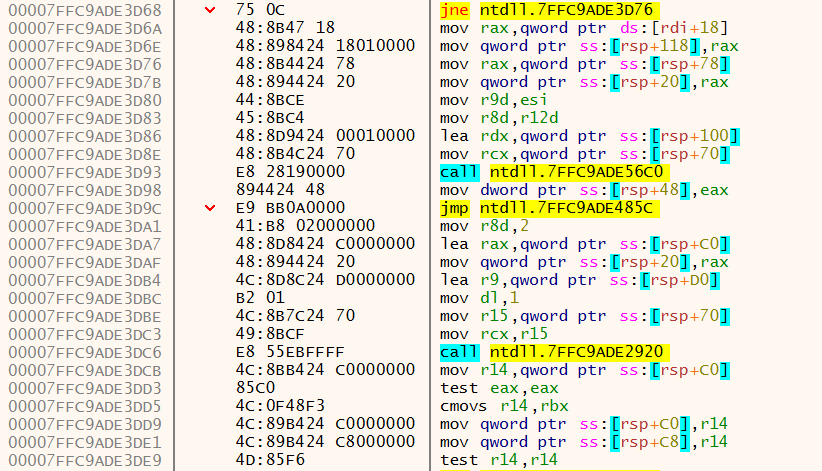 00007FFC9ADE3D68 75 0C jne ntdll.7FFC9ADE3D76
00007FFC9ADE3D6A 48:8B47 18 mov rax,qword ptr ds:[rdi+18]
00007FFC9ADE3D6E 48:898424 18010000 mov qword ptr ss:[rsp+118],rax
00007FFC9ADE3D76 48:8B4424 78 mov rax,qword ptr ss:[rsp+78]
00007FFC9ADE3D7B 48:894424 20 mov qword ptr ss:[rsp+20],rax
00007FFC9ADE3D80 44:8BCE mov r9d,esi
00007FFC9ADE3D83 45:8BC4 mov r8d,r12d
00007FFC9ADE3D86 48:8D9424 00010000 lea rdx,qword ptr ss:[rsp+100]
00007FFC9ADE3D8E 48:8B4C24 70 mov rcx,qword ptr ss:[rsp+70]
00007FFC9ADE3D93 E8 28190000 call ntdll.7FFC9ADE56C0
00007FFC9ADE3D98 894424 48 mov dword ptr ss:[rsp+48],eax
00007FFC9ADE3D9C E9 BB0A0000 jmp ntdll.7FFC9ADE485C
00007FFC9ADE3DA1 41:B8 02000000 mov r8d,2
00007FFC9ADE3DA7 48:8D8424 C0000000 lea rax,qword ptr ss:[rsp+C0]
00007FFC9ADE3DAF 48:894424 20 mov qword ptr ss:[rsp+20],rax
00007FFC9ADE3DB4 4C:8D8C24 D0000000 lea r9,qword ptr ss:[rsp+D0]
00007FFC9ADE3DBC B2 01 mov dl,1
00007FFC9ADE3DBE 4C:8B7C24 70 mov r15,qword ptr ss:[rsp+70]
00007FFC9ADE3DC3 49:8BCF mov rcx,r15
00007FFC9ADE3DC6 E8 55EBFFFF call ntdll.7FFC9ADE2920
00007FFC9ADE3DCB 4C:8BB424 C0000000 mov r14,qword ptr ss:[rsp+C0]
00007FFC9ADE3DD3 85C0 test eax,eax
00007FFC9ADE3DD5 4C:0F48F3 cmovs r14,rbx
00007FFC9ADE3DD9 4C:89B424 C0000000 mov qword ptr ss:[rsp+C0],r14
00007FFC9ADE3DE1 4C:89B424 C8000000 mov qword ptr ss:[rsp+C8],r14
00007FFC9ADE3DE9 4D:85F6 test r14,r14